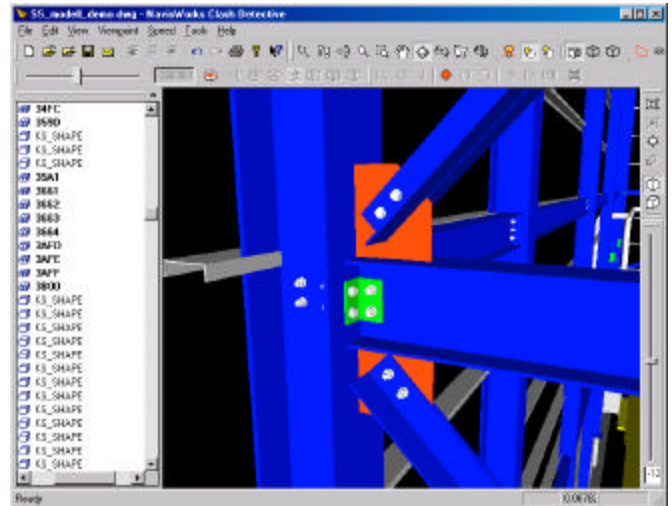 SS_modell_demo.dwg - NavisWorks Clash Detective
File Edit View Viewpoint Speed Tools Help
34FC
359D
KS_SHAPE
KS_SHAPE
KS_SHAPE
35A1
3661
3662
3663
3664
3AFD
3AFE
3AFF
3B00
KS_SHAPE
KS_SHAPE
KS_SHAPE
KS_SHAPE
KS_SHAPE
KS_SHAPE
KS_SHAPE
KS_SHAPE
KS_SHAPE
KS_SHAPE
KS_SHAPE
KS_SHAPE
KS_SHAPE
Ready